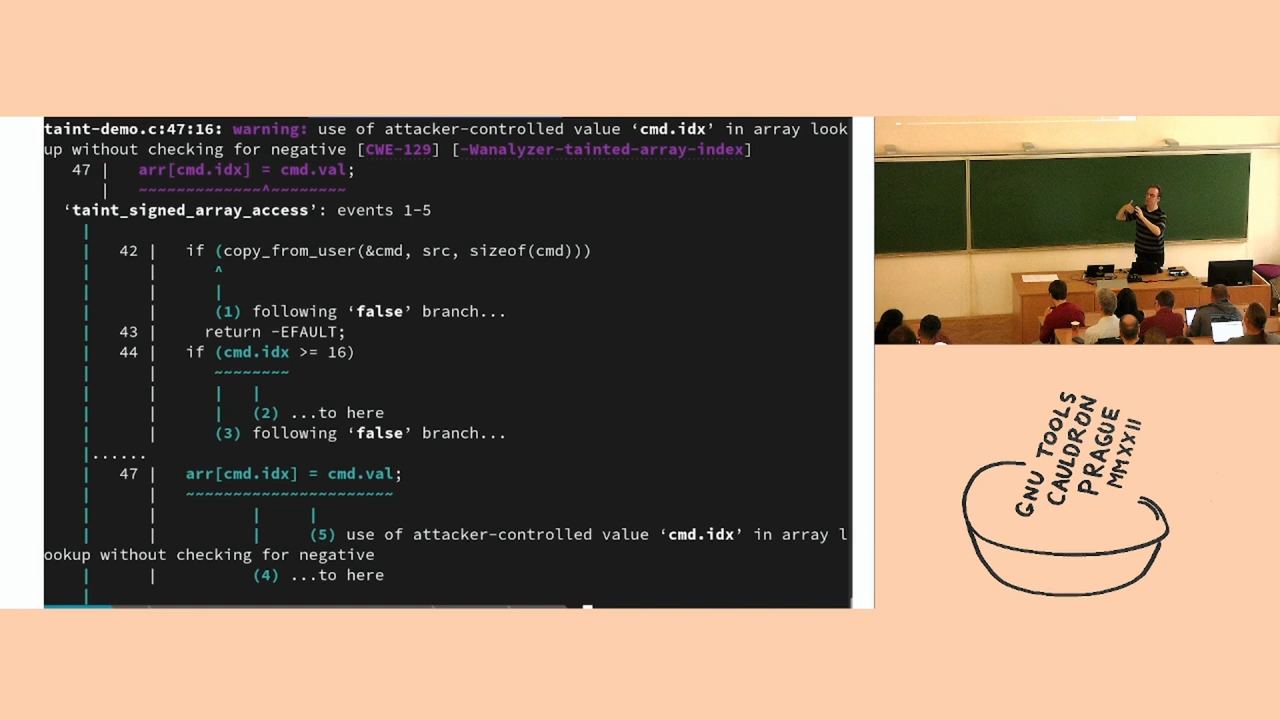 taint-demo.c:47:16: warning: use of attacker-controlled value ‘cmd.idx’ in array look
up without checking for negative [CWE-129] [-Wanalyzer-tainted-array-index]
47 | arr[cmd.idx] = cmd.val;
| ~~~~~~~~~~~~~^~~~~~~~~
‘taint_signed_array_access’: events 1-5
|
| 42 | if (copy_from_user(&cmd, src, sizeof(cmd)))
| | ^
| | |
| | (1) following ‘false’ branch...
| 43 | return -EFAULT;
| 44 | if (cmd.idx >= 16)
| | ~~~~~~~~
| | | |
| | | (2) ...to here
| | (3) following ‘false’ branch...
|......
| 47 | arr[cmd.idx] = cmd.val;
| | ~~~~~~~~~~~~~~~~~~~~~~
| | | |
| | | (5) use of attacker-controlled value ‘cmd.idx’ in array l
ookup without checking for negative
| | (4) ...to here
|
GNU TOOLS
CAULDRON
PRAGUE
MMXXII